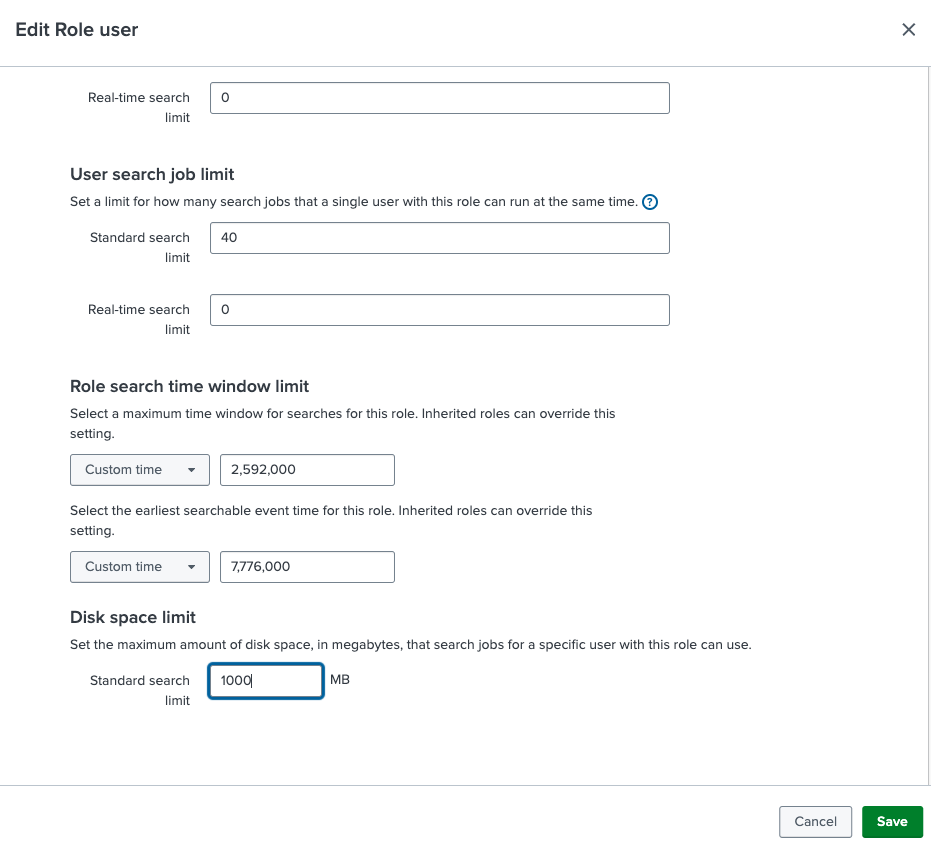 Edit Role user
Real-time search
limit
0
User search job limit
Set a limit for how many search jobs that a single user with this role can run at the same time. ?
Standard search
limit
40
Real-time search
limit
0
Role search time window limit
Select a maximum time window for searches for this role. Inherited roles can override this
setting.
Custom time 2,592,000
Select the earliest searchable event time for this role. Inherited roles can override this
setting.
Custom time 7,776,000
Disk space limit
Set the maximum amount of disk space, in megabytes, that search jobs for a specific user with this role can use.
Standard search
limit
1000 MB
Cancel Save